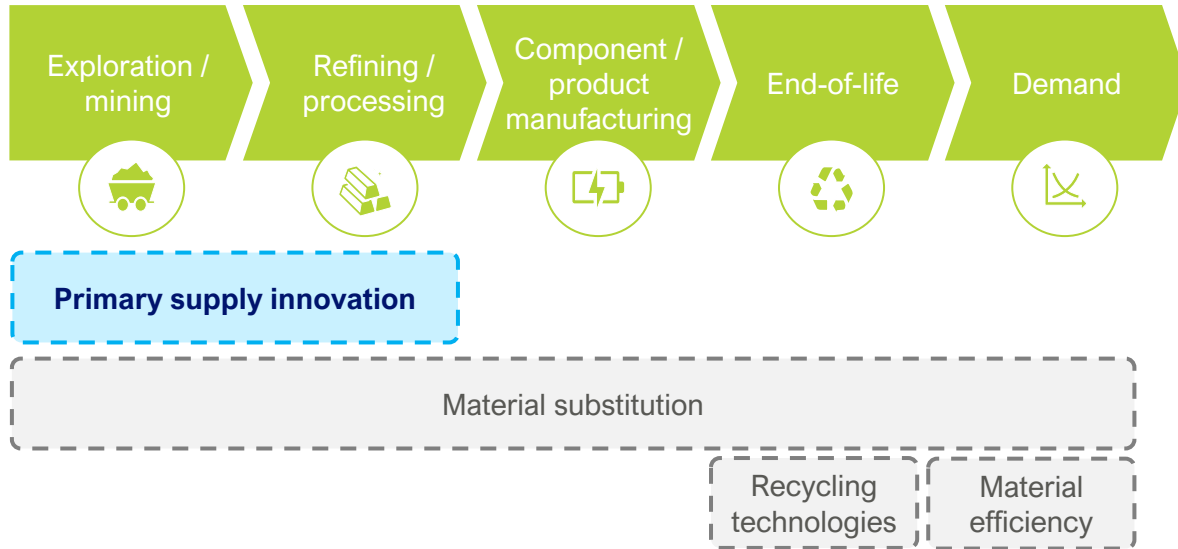 Exploration /
mining
Refining /
processing
Component /
product
manufacturing
End-of-life
Demand
Primary supply innovation
Material substitution
Recycling
technologies
Material
efficiency